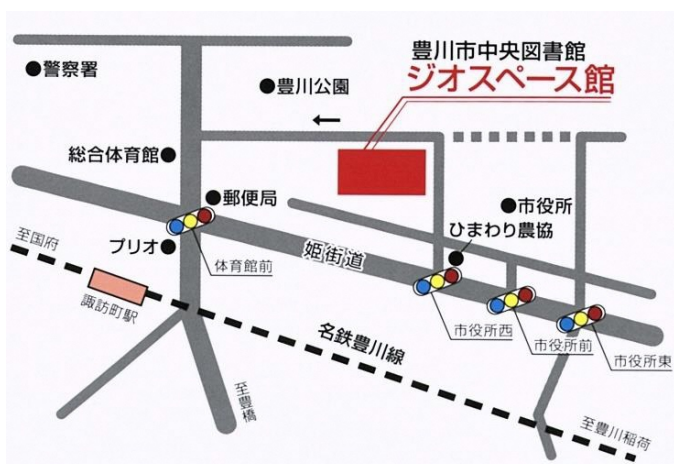 豊川市中央図書館
ジオスペース館
●警察署
●豊川公園
←
総合体育館●
●郵便局
●市役所
ひまわり農協
至国府
プリオ●
体育館前
姫街道
諏訪町駅
市役所西
市役所前
市役所東
名鉄豊川線
至豊橋
至豊川稲荷